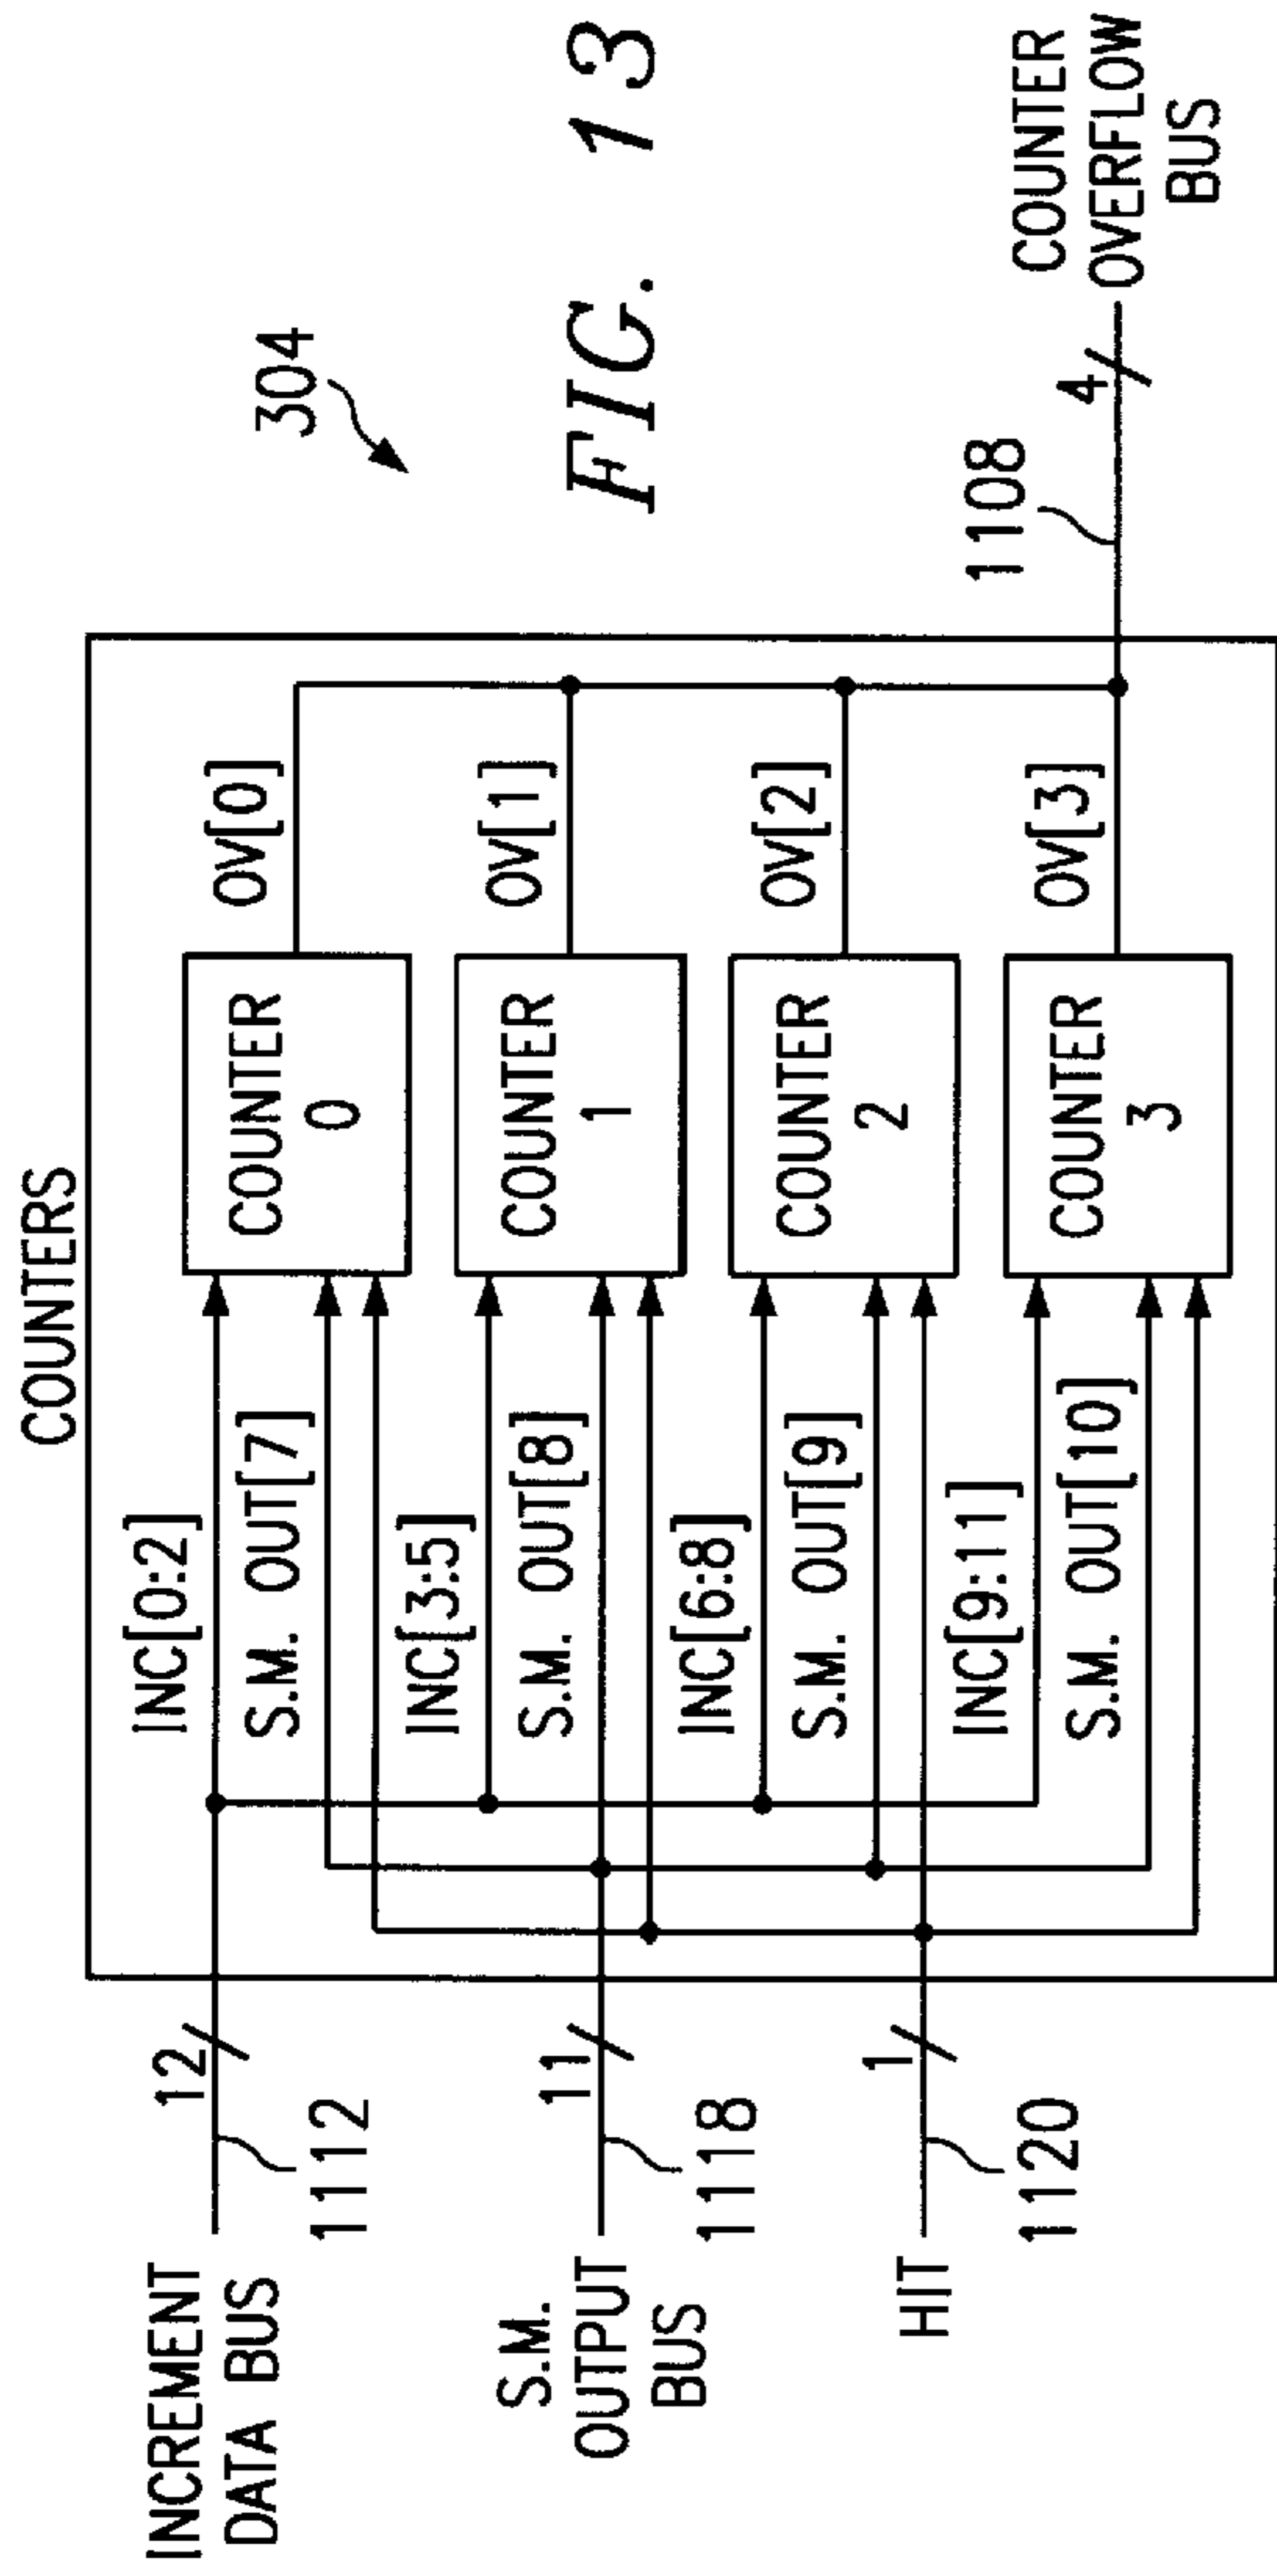 COUNTERS
304
FIG. 13
INCREMENT
DATA BUS
12
1112
S.M.
OUTPUT
BUS
11
1118
HIT
1
1120
INC[0:2]
S.M. OUT[7]
COUNTER
0
OV[0]
INC[3:5]
S.M. OUT[8]
COUNTER
1
OV[1]
INC[6:8]
S.M. OUT[9]
COUNTER
2
OV[2]
INC[9:11]
S.M. OUT[10]
COUNTER
3
OV[3]
1108
4
COUNTER
OVERFLOW
BUS